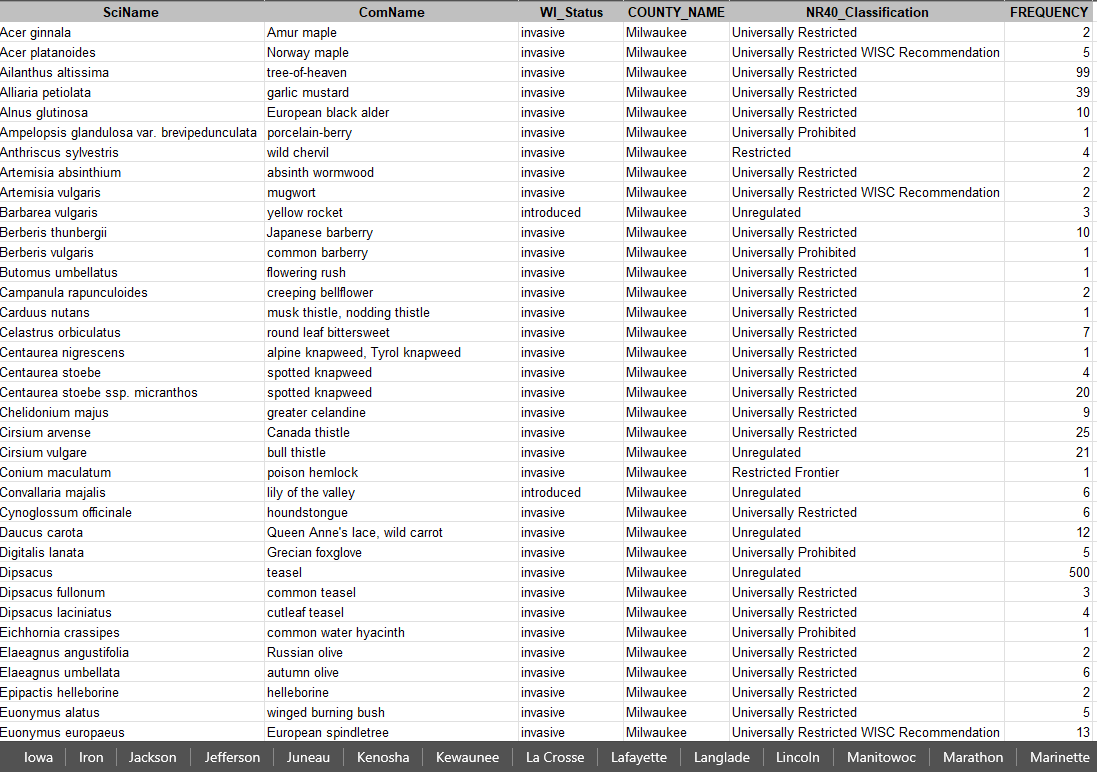 SciName ComName WI_Status COUNTY_NAME NR40_Classification FREQUENCY
Acer ginnala Amur maple invasive Milwaukee Universally Restricted 2
Acer platanoides Norway maple invasive Milwaukee Universally Restricted WISC Recommendation 5
Ailanthus altissima tree-of-heaven invasive Milwaukee Universally Restricted 99
Alliaria petiolata garlic mustard invasive Milwaukee Universally Restricted 39
Alnus glutinosa European black alder invasive Milwaukee Universally Restricted 10
Ampelopsis glandulosa var. brevipedunculata porcelain-berry invasive Milwaukee Universally Prohibited 1
Anthriscus sylvestris wild chervil invasive Milwaukee Restricted 4
Artemisia absinthium absinth wormwood invasive Milwaukee Universally Restricted 2
Artemisia vulgaris mugwort invasive Milwaukee Universally Restricted WISC Recommendation 2
Barbarea vulgaris yellow rocket introduced Milwaukee Unregulated 3
Berberis thunbergii Japanese barberry invasive Milwaukee Universally Restricted 10
Berberis vulgaris common barberry invasive Milwaukee Universally Prohibited 1
Butomus umbellatus flowering rush invasive Milwaukee Universally Restricted 1
Campanula rapunculoides creeping bellflower invasive Milwaukee Universally Restricted 2
Carduus nutans musk thistle, nodding thistle invasive Milwaukee Universally Restricted 1
Celastrus orbiculatus round leaf bittersweet invasive Milwaukee Universally Restricted 7
Centaurea nigrescens alpine knapweed, Tyrol knapweed invasive Milwaukee Universally Restricted 1
Centaurea stoebe spotted knapweed invasive Milwaukee Universally Restricted 4
Centaurea stoebe ssp. micranthos spotted knapweed invasive Milwaukee Universally Restricted 20
Chelidonium majus greater celandine invasive Milwaukee Universally Restricted 9
Cirsium arvense Canada thistle invasive Milwaukee Universally Restricted 25
Cirsium vulgare bull thistle invasive Milwaukee Unregulated 21
Conium maculatum poison hemlock invasive Milwaukee Restricted Frontier 1
Convallaria majalis lily of the valley introduced Milwaukee Unregulated 6
Cynoglossum officinale houndstongue invasive Milwaukee Universally Restricted 6
Daucus carota Queen Anne's lace, wild carrot invasive Milwaukee Unregulated 12
Digitalis lanata Grecian foxglove invasive Milwaukee Universally Prohibited 5
Dipsacus teasel invasive Milwaukee Unregulated 500
Dipsacus fullonum common teasel invasive Milwaukee Universally Restricted 3
Dipsacus laciniatus cutleaf teasel invasive Milwaukee Universally Restricted 4
Eichhornia crassipes common water hyacinth invasive Milwaukee Universally Prohibited 1
Elaeagnus angustifolia Russian olive invasive Milwaukee Universally Restricted 2
Elaeagnus umbellata autumn olive invasive Milwaukee Universally Restricted 6
Epipactis helleborine helleborine invasive Milwaukee Universally Restricted 2
Euonymus alatus winged burning bush invasive Milwaukee Universally Restricted 5
Euonymus europaeus European spindletree invasive Milwaukee Universally Restricted WISC Recommendation 13
Iowa Iron Jackson Jefferson Juneau Kenosha Kewaunee La Crosse Lafayette Langlade Lincoln Manitowoc Marathon Marinette